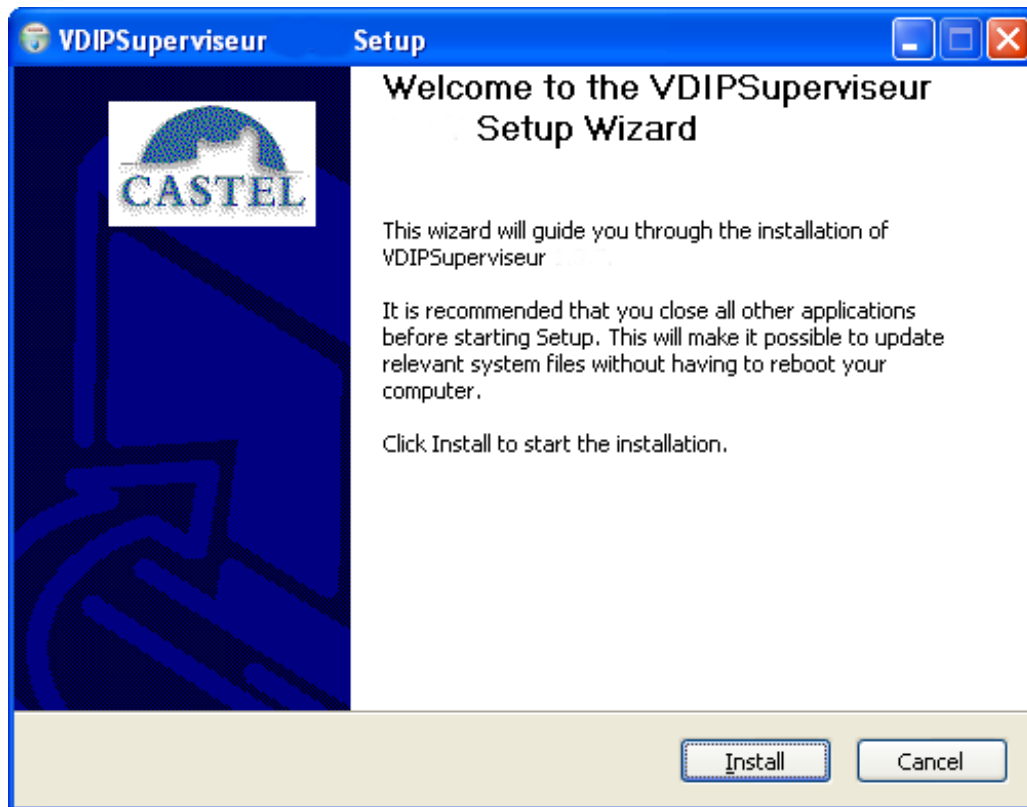 VDIPSuperviseur Setup
Welcome to the VDIPSuperviseur
Setup Wizard
CASTEL
This wizard will guide you through the installation of
VDIPSuperviseur
It is recommended that you close all other applications
before starting Setup. This will make it possible to update
relevant system files without having to reboot your
computer.
Click Install to start the installation.
Install Cancel